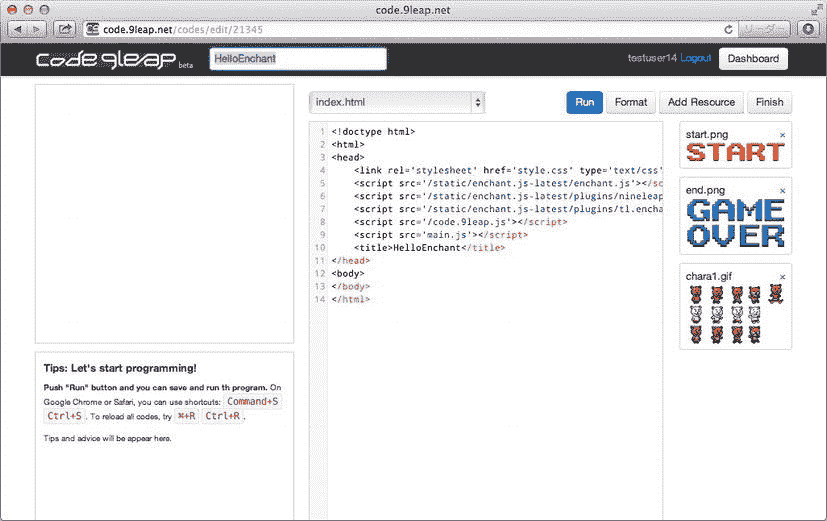 code.9leap.net
code.9leap.net/codes/edit/21345
リーダー
code 9leap beta
HelloEnchant
testuser14 Logout
Dashboard
index.html
Run
Format
Add Resource
Finish
1 <!doctype html>
2 <html>
3 <head>
4 <link rel='stylesheet' href='style.css' type='text/css'
5 <script src='/static/enchant.js-latest/enchant.js'></sc
6 <script src='/static/enchant.js-latest/plugins/nineleap
7 <script src='/static/enchant.js-latest/plugins/tl.encha
8 <script src='/code.9leap.js'></script>
9 <script src='main.js'></script>
10 <title>HelloEnchant</title>
11 </head>
12 <body>
13 </body>
14 </html>
start.png ×
START
end.png ×
GAME
OVER
chara1.gif ×
Tips: Let's start programming!
Push "Run" button and you can save and run th program. On
Google Chrome or Safari, you can use shortcuts: Command+S
Ctrl+S . To reload all codes, try ⌘+R Ctrl+R .
Tips and advice will be appear here.